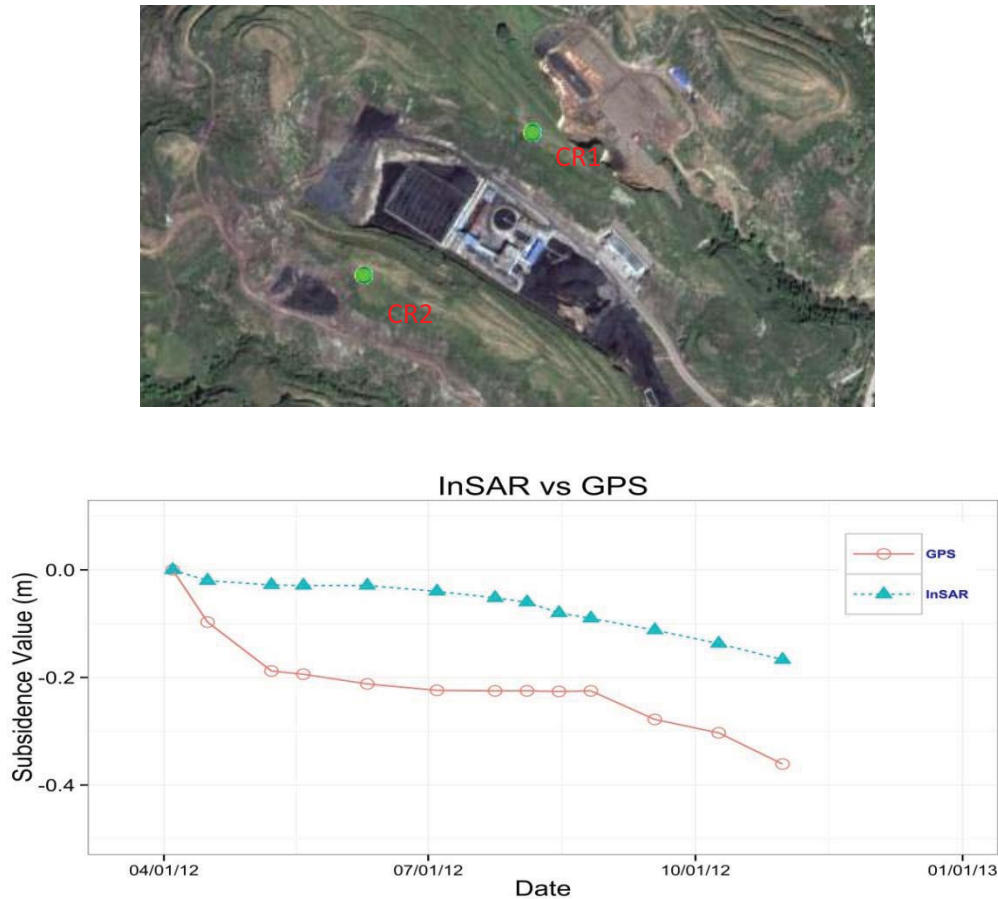 CR1
CR2
InSAR vs GPS
Subsidence Value (m)
0.0
-0.2
-0.4
GPS
InSAR
04/01/12
07/01/12
10/01/12
01/01/13
Date